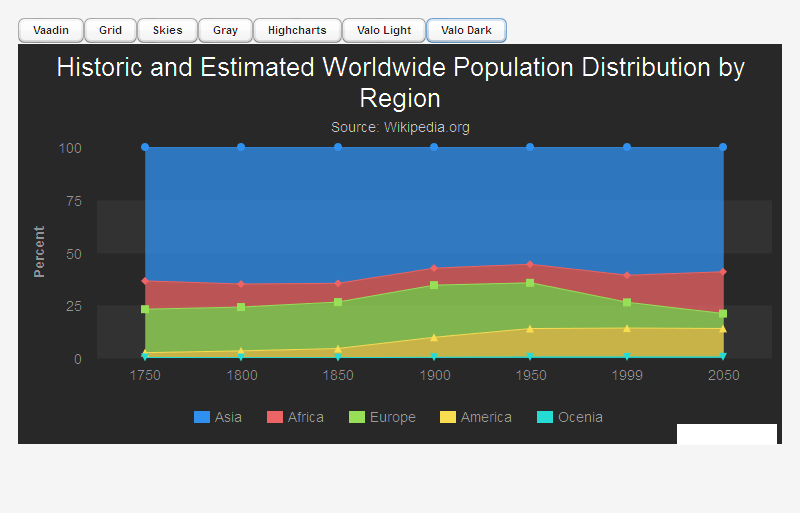 Vaadin Grid Skies Gray Highcharts Valo Light Valo Dark
Historic and Estimated Worldwide Population Distribution by
Region
Source: Wikipedia.org
Percent
100
75
50
25
0
1750 1800 1850 1900 1950 1999 2050
Asia Africa Europe America Ocenia